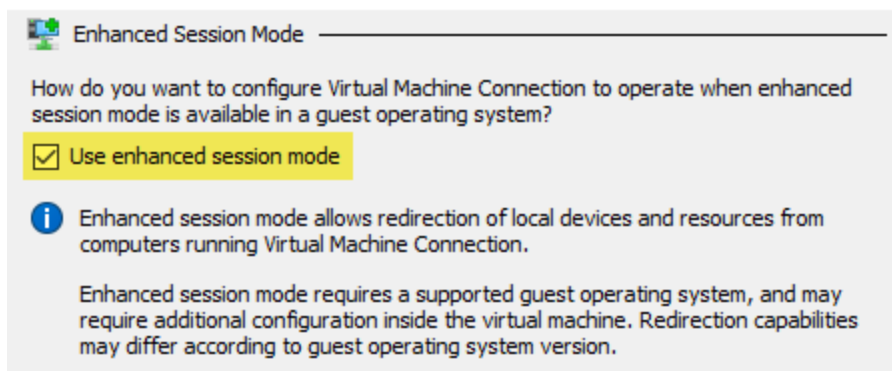 Enhanced Session Mode
How do you want to configure Virtual Machine Connection to operate when enhanced
session mode is available in a guest operating system?
Use enhanced session mode
Enhanced session mode allows redirection of local devices and resources from
computers running Virtual Machine Connection.
Enhanced session mode requires a supported guest operating system, and may
require additional configuration inside the virtual machine. Redirection capabilities
may differ according to guest operating system version.